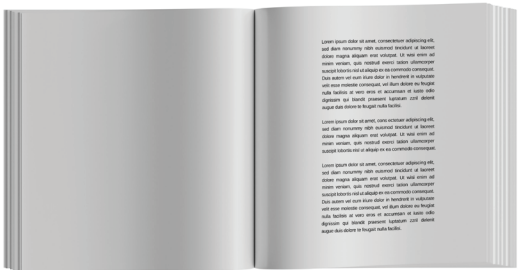 Lorem ipsum dolor sit amet, consectetuer adipiscing elit,
sed diam nonummy nibh euismod tincidunt ut laoreet
dolore magna aliquam erat volutpat. Ut wisi enim ad
minim veniam, quis nostrud exerci tation ullamcorper
suscipit lobortis nisl ut aliquip ex ea commodo consequat.
Duis autem vel eum iriure dolor in hendrerit in vulputate
velit esse molestie consequat, vel illum dolore eu feugiat
nulla facilisis at vero eros et accumsan et iusto odio
dignissim qui blandit praesent luptatum zzril delenit
augue duis dolore te feugait nulla facilisi.
Lorem ipsum dolor sit amet, cons ectetuer adipiscing elit,
sed diam nonummy nibh euismod tincidunt ut laoreet
dolore magna aliquam erat volutpat. Ut wisi enim ad
minim veniam, quis nostrud exerci tation ullamcorper
suscipit lobortis nisl ut aliquip ex ea commodo consequat.
Lorem ipsum dolor sit amet, consectetuer adipiscing elit,
sed diam nonummy nibh euismod tincidunt ut laoreet
dolore magna aliquam erat volutpat. Ut wisi enim ad
minim veniam, quis nostrud exerci tation ullamcorper
suscipit lobortis nisl ut aliquip ex ea commodo consequat.
Duis autem vel eum iriure dolor in hendrerit in vulputate
velit esse molestie consequat, vel illum dolore eu feugiat
nulla facilisis at vero eros et accumsan et iusto odio
dignissim qui blandit praesent luptatum zzril delenit
augue duis dolore te feugait nulla facilisi.